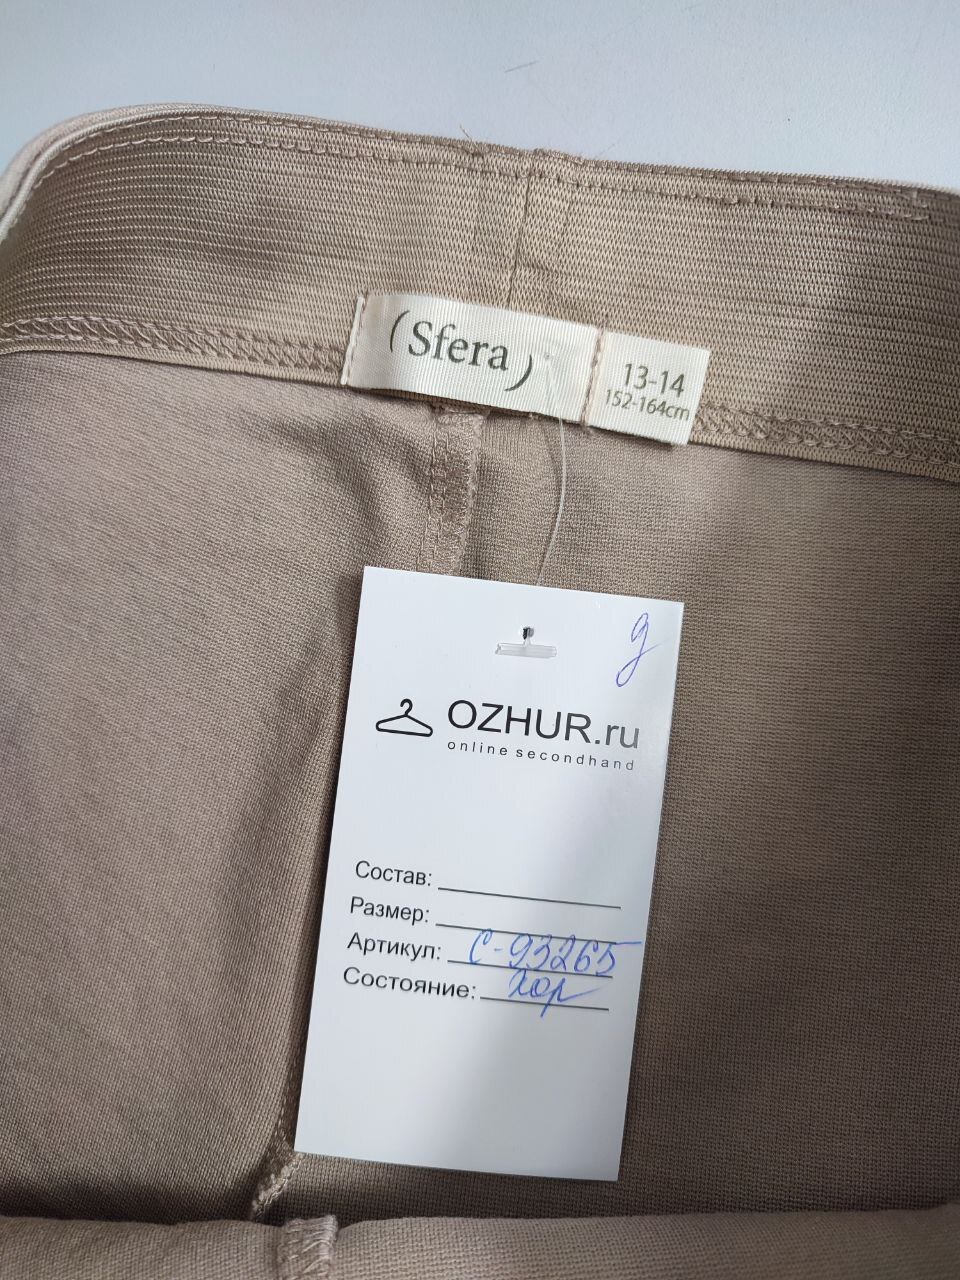 (Sfera)
13-14
152-164cm
д
OZHUR.ru
online secondhand
Состав:
Размер:
Артикул: С-93265
Состояние: хор